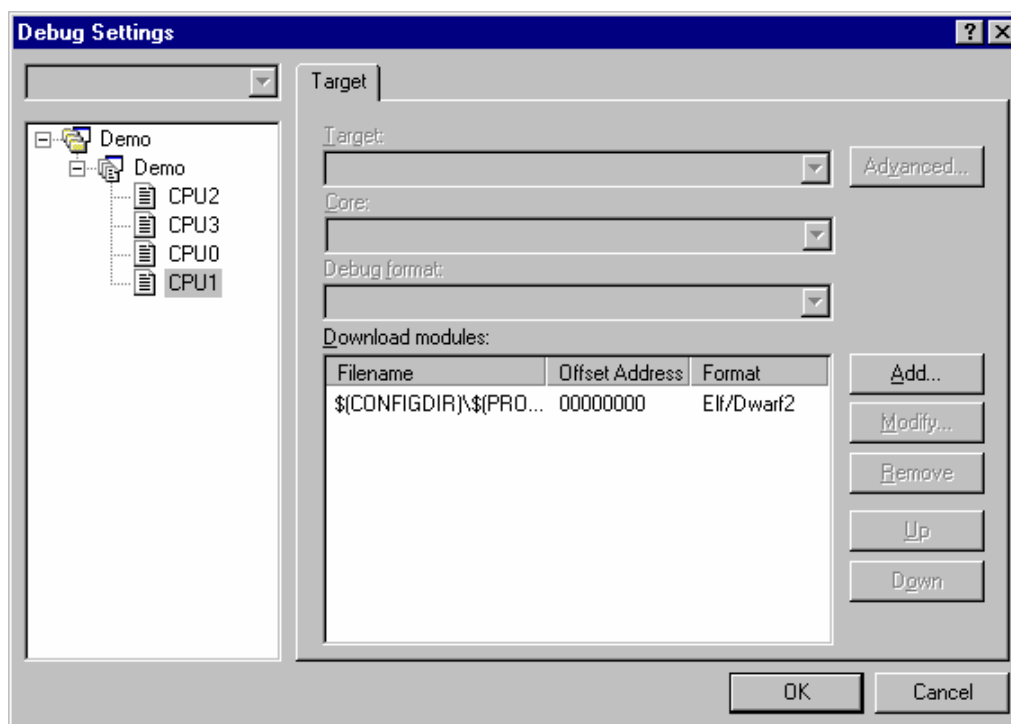 Debug Settings
Target
Demo
Demo
CPU2
CPU3
CPU0
CPU1
Target:
Advanced...
Core:
Debug format:
Download modules:
Filename Offset Address Format
$(CONFIGDIR)\$(PRO... 00000000 Elf/Dwarf2
Add...
Modify...
Remove
Up
Down
OK Cancel